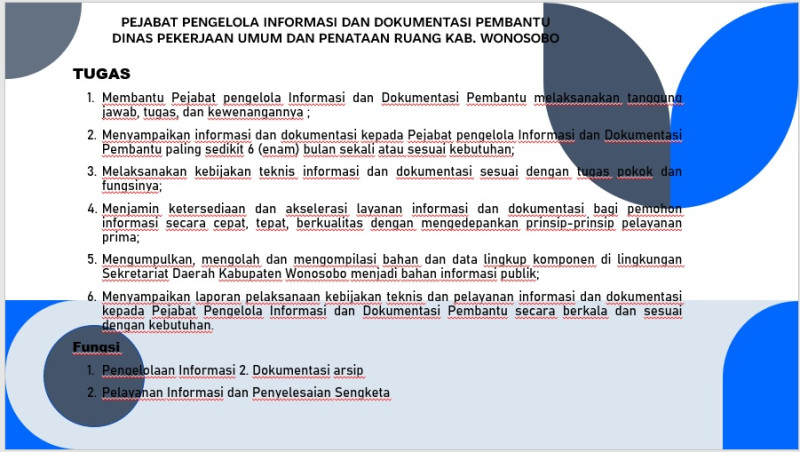 PEJABAT PENGELOLA INFORMASI DAN DOKUMENTASI PEMBANTU
DINAS PEKERJAAN UMUM DAN PENATAAN RUANG KAB. WONOSOBO
TUGAS
1. Membantu Pejabat pengelola Informasi dan Dokumentasi Pembantu melaksanakan tanggung
jawab, tugas, dan kewenangannya ;
2. Menyampaikan informasi dan dokumentasi kepada Pejabat pengelola Informasi dan Dokumentasi
Pembantu paling sedikit 6 (enam) bulan sekali atau sesuai kebutuhan;
3. Melaksanakan kebijakan teknis informasi dan dokumentasi sesuai dengan tugas pokok dan
fungsinya;
4. Menjamin ketersediaan dan akselerasi layanan informasi dan dokumentasi bagi pemohon
informasi secara cepat, tepat, berkualitas dengan mengedepankan prinsip-prinsip pelayanan
prima;
5. Mengumpulkan, mengolah dan mengompilasi bahan dan data lingkup komponen di lingkungan
Sekretariat Daerah Kabupaten Wonosobo menjadi bahan informasi publik;
6. Menyampaikan laporan pelaksanaan kebijakan teknis dan pelayanan informasi dan dokumentasi
kepada Pejabat Pengelola Informasi dan Dokumentasi Pembantu secara berkala dan sesuai
dengan kebutuhan.
Fungsi
1. Pengelolaan Informasi 2. Dokumentasi arsip
2. Pelayanan Informasi dan Penyelesaian Sengketa